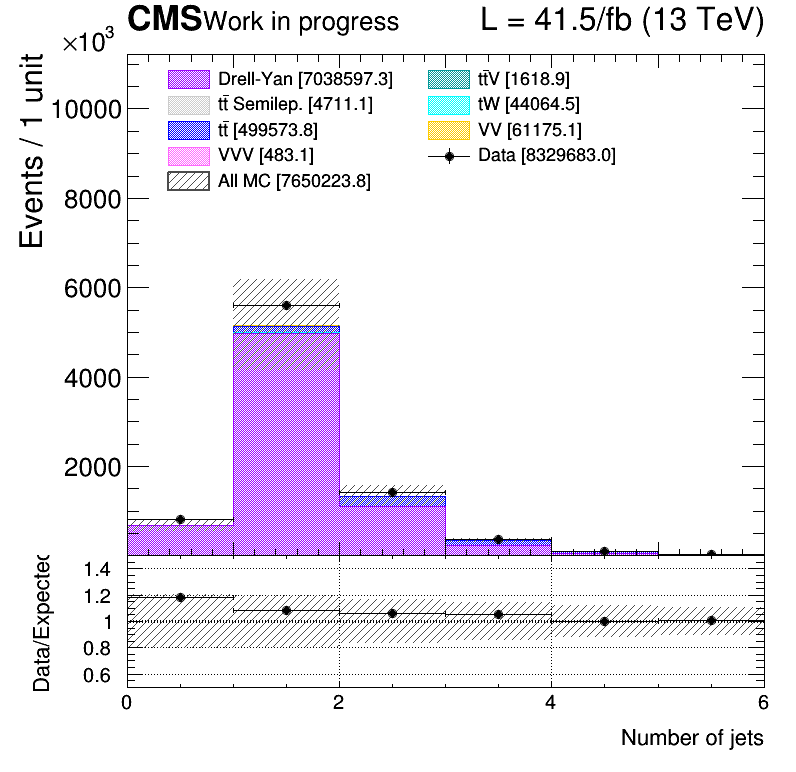 CMS Work in progress L = 41.5/fb (13 TeV)
×10³
Events / 1 unit
Drell-Yan [7038597.3]
tt̄ Semilep. [4711.1]
tt̄ [499573.8]
VVV [483.1]
All MC [7650223.8]
tt̄V [1618.9]
tW [44064.5]
VV [61175.1]
Data [8329683.0]
10000
8000
6000
4000
2000
Data/Expected
1.4
1.2
1
0.8
0.6
0 2 4 6
Number of jets